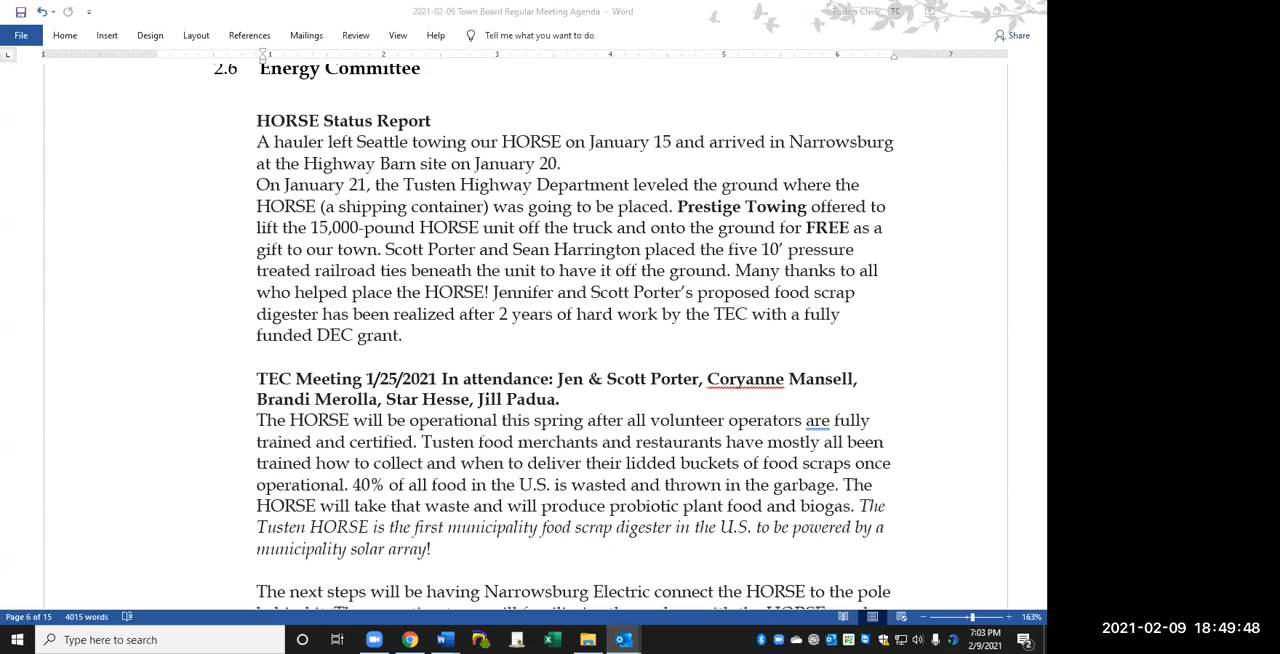 2021-02-09 Town Board Regular Meeting Agenda - Word
Tusten Clerk TC
File Home Insert Design Layout References Mailings Review View Help Tell me what you want to do Share
1 1 2 3 4 5 6 7
2.6 Energy Committee
HORSE Status Report
A hauler left Seattle towing our HORSE on January 15 and arrived in Narrowsburg
at the Highway Barn site on January 20.
On January 21, the Tusten Highway Department leveled the ground where the
HORSE (a shipping container) was going to be placed. Prestige Towing offered to
lift the 15,000-pound HORSE unit off the truck and onto the ground for FREE as a
gift to our town. Scott Porter and Sean Harrington placed the five 10’ pressure
treated railroad ties beneath the unit to have it off the ground. Many thanks to all
who helped place the HORSE! Jennifer and Scott Porter’s proposed food scrap
digester has been realized after 2 years of hard work by the TEC with a fully
funded DEC grant.
TEC Meeting 1/25/2021 In attendance: Jen & Scott Porter, Coryanne Mansell,
Brandi Merolla, Star Hesse, Jill Padua.
The HORSE will be operational this spring after all volunteer operators are fully
trained and certified. Tusten food merchants and restaurants have mostly all been
trained how to collect and when to deliver their lidded buckets of food scraps once
operational. 40% of all food in the U.S. is wasted and thrown in the garbage. The
HORSE will take that waste and will produce probiotic plant food and biogas. The
Tusten HORSE is the first municipality food scrap digester in the U.S. to be powered by a
municipality solar array!
The next steps will be having Narrowsburg Electric connect the HORSE to the pole
Page 6 of 15 4015 words 163%
Type here to search
7:03 PM
2/9/2021
2021-02-09 18:49:48